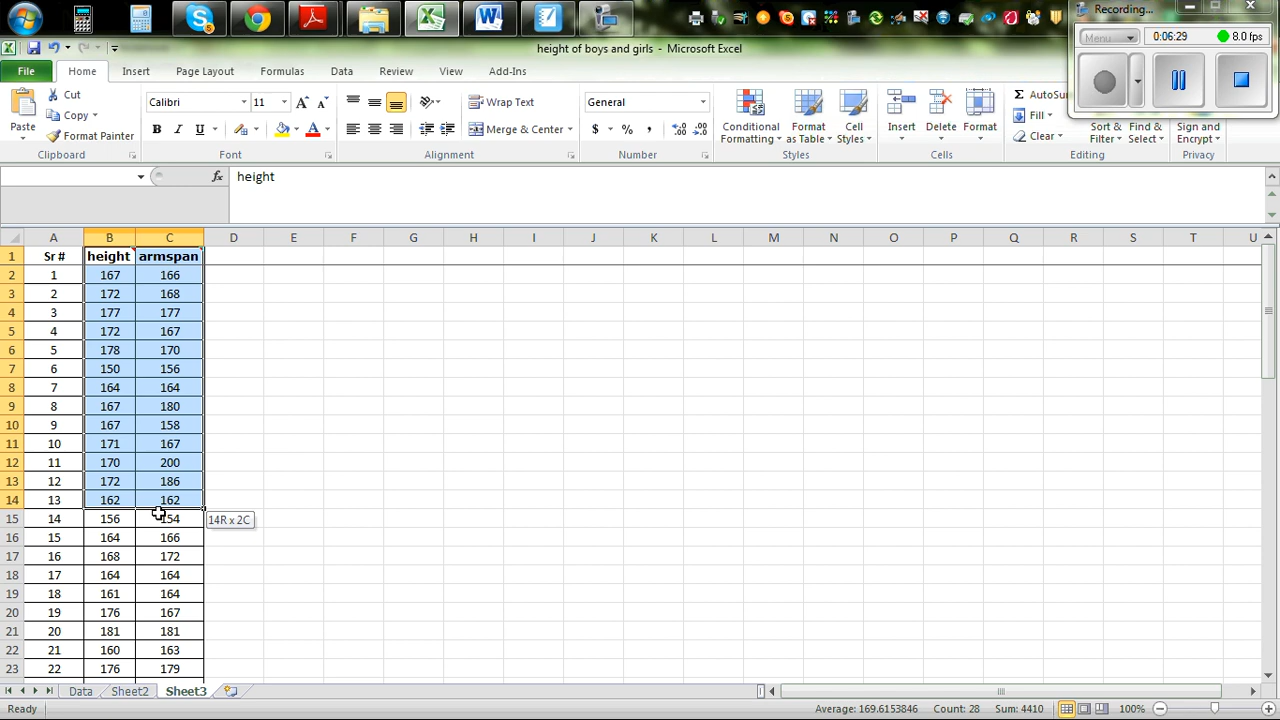 Recording...
Menu
0:06:29
8.0 fps
height of boys and girls - Microsoft Excel
File Home Insert Page Layout Formulas Data Review View Add-Ins
Paste
Cut
Copy
Format Painter
Clipboard
Calibri 11
B I U A
Font
Wrap Text
Merge & Center
Alignment
General
$ % ,
Number
Conditional Formatting
Format as Table
Cell Styles
Styles
Insert Delete Format
Cells
Σ AutoSu
Fill
Clear
Sort & Filter
Find & Select
Editing
Sign and Encrypt
Privacy
fx height
A B C D E F G H I J K L M N O P Q R S T U
1 Sr # height armspan
2 1 167 166
3 2 172 168
4 3 177 177
5 4 172 167
6 5 178 170
7 6 150 156
8 7 164 164
9 8 167 180
10 9 167 158
11 10 171 167
12 11 170 200
13 12 172 186
14 13 162 162
15 14 156 154
14R x 2C
16 15 164 166
17 16 168 172
18 17 164 164
19 18 161 164
20 19 176 167
21 20 181 181
22 21 160 163
23 22 176 179
Data Sheet2 Sheet3
Ready
Average: 169.6153846 Count: 28 Sum: 4410
100%